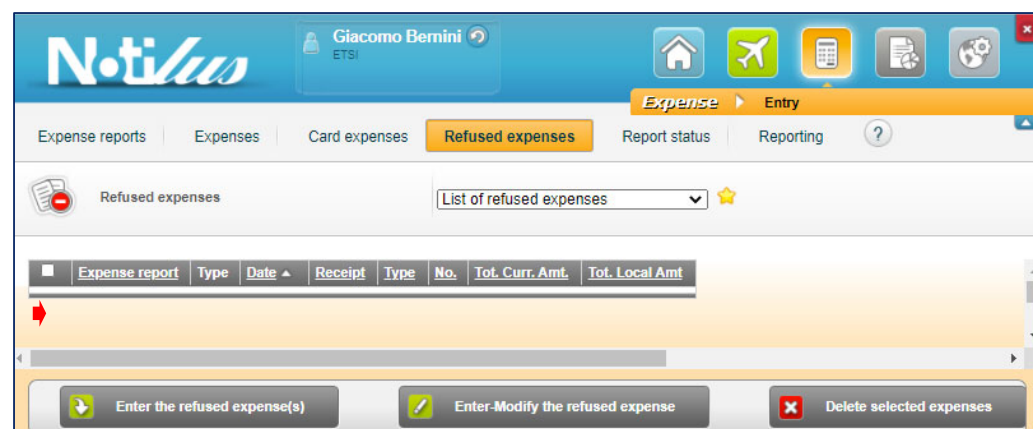 Notilus
Giacomo Bernini
ETSI
Expense Entry
Expense reports Expenses Card expenses Refused expenses Report status Reporting ?
Refused expenses List of refused expenses
Expense report Type Date Receipt Type No. Tot. Curr. Amt. Tot. Local Amt
Enter the refused expense(s) Enter-Modify the refused expense Delete selected expenses